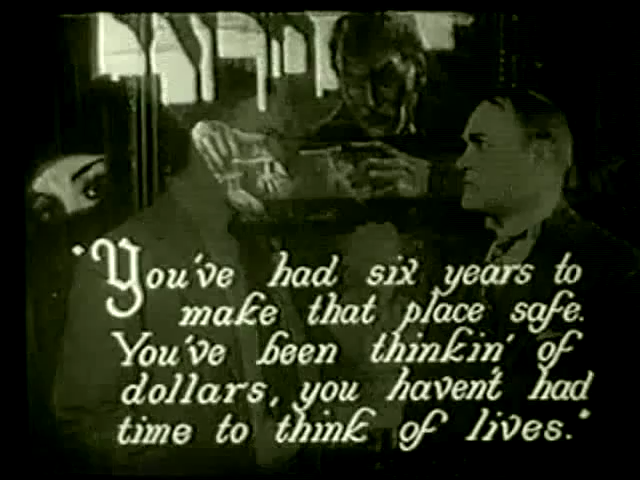 "You've had six years to
make that place safe.
You've been thinkin' of
dollars, you haven't had
time to think of lives."